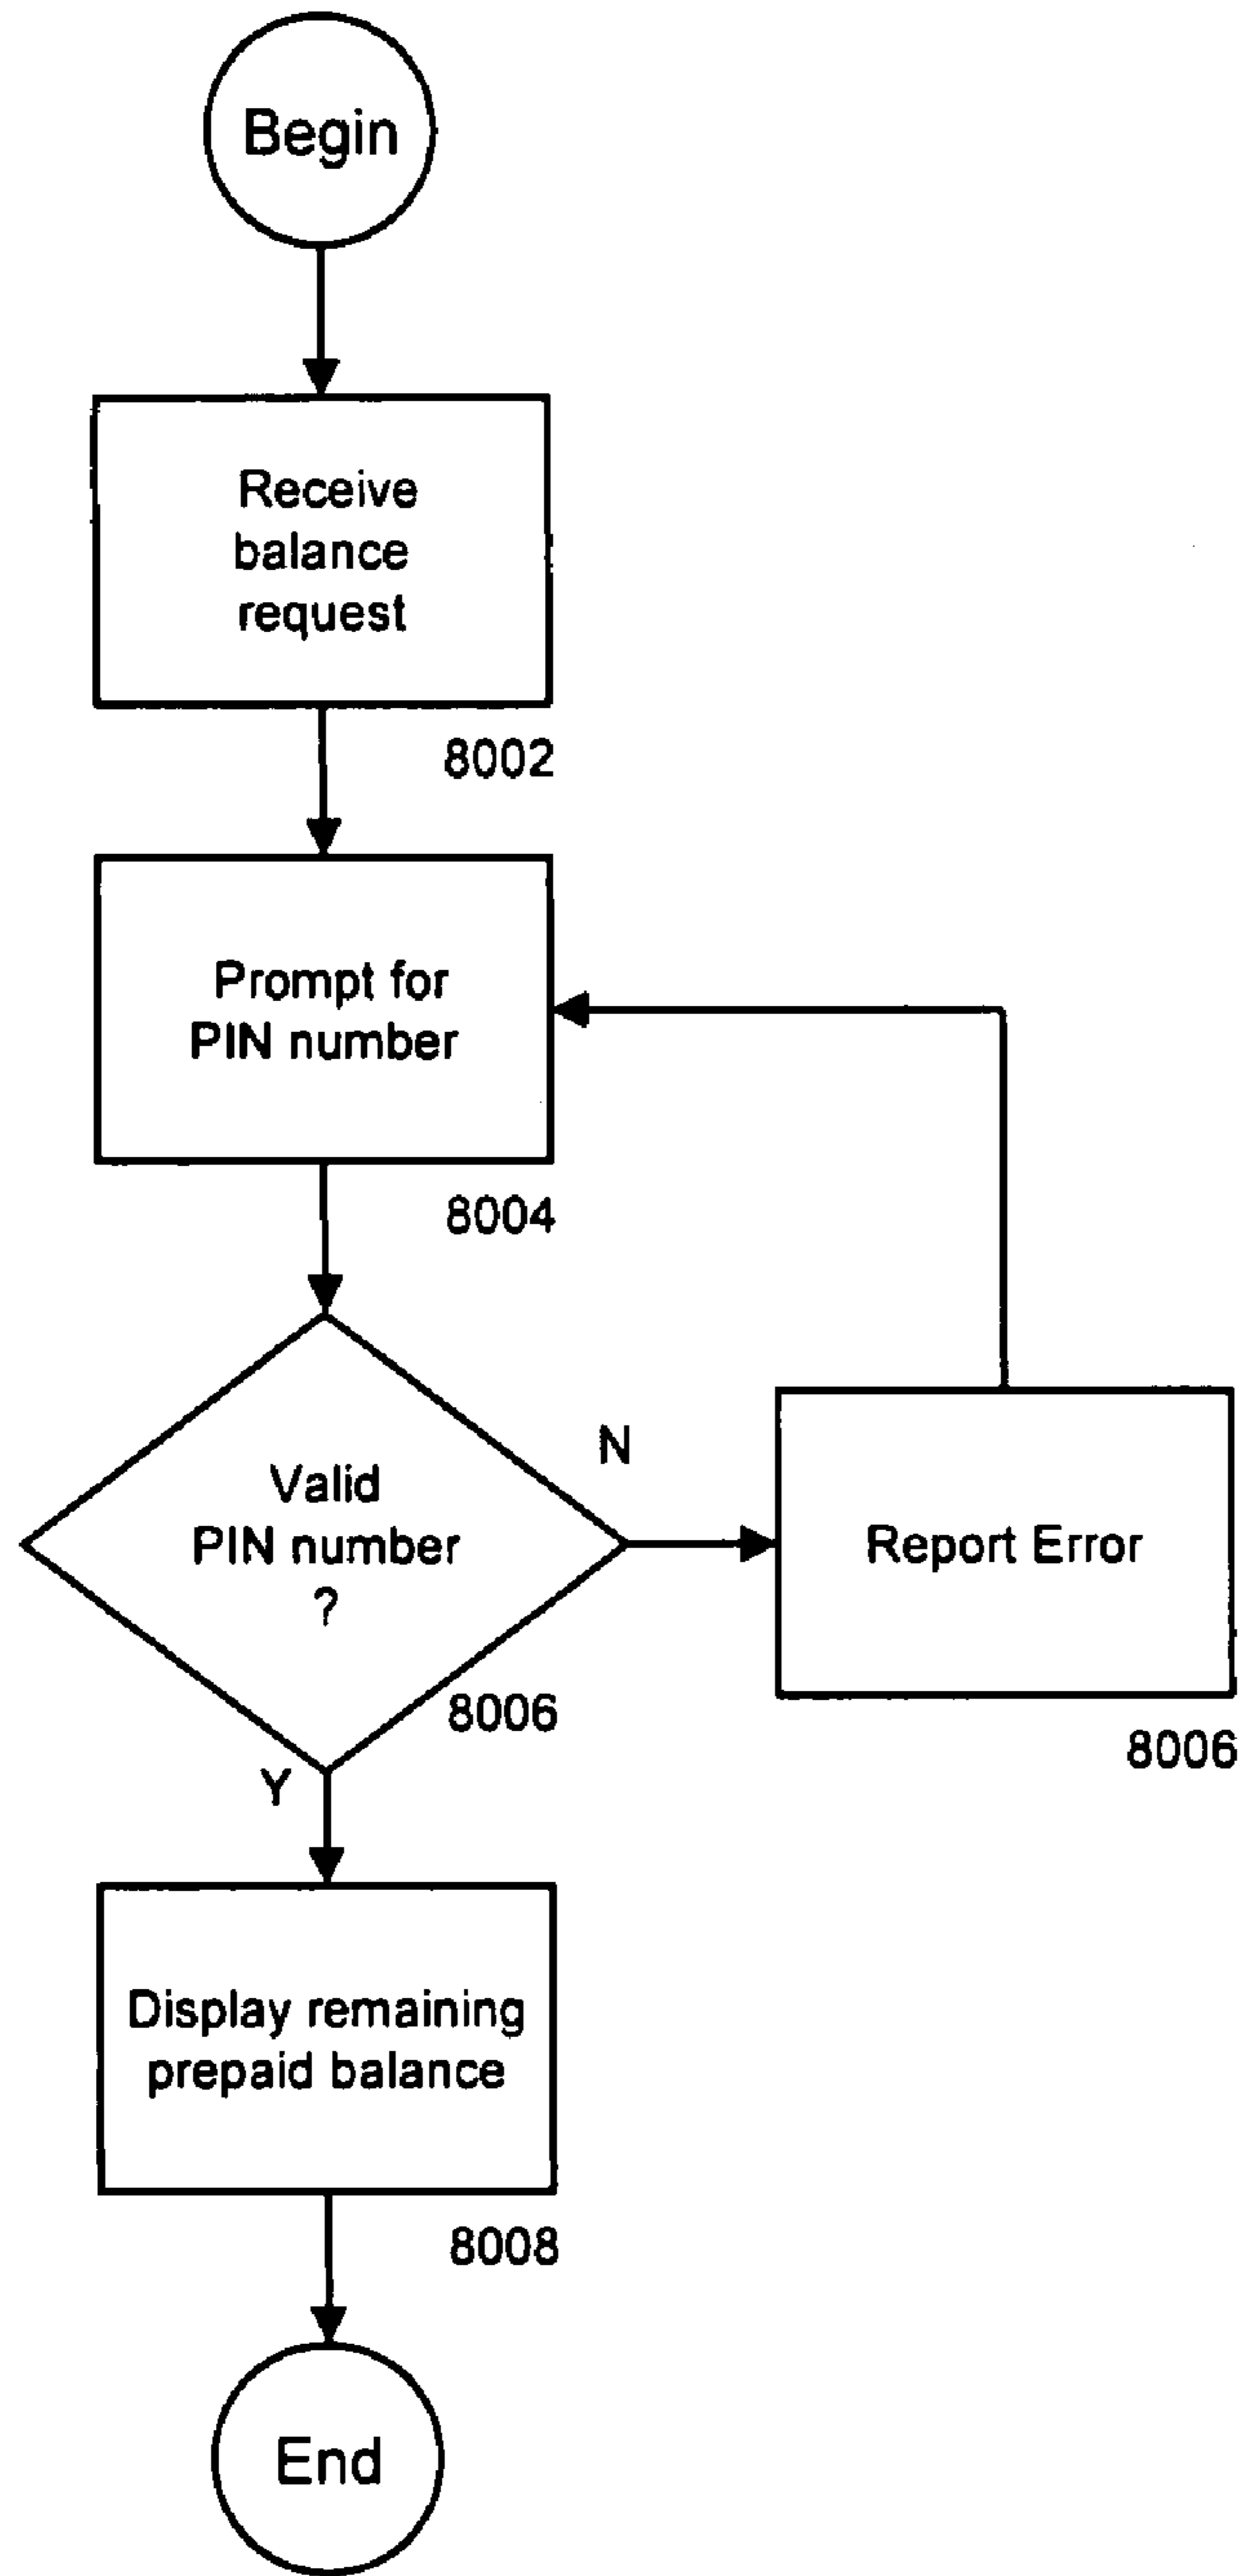 Begin
Receive
balance
request
8002
Prompt for
PIN number
8004
Valid
PIN number
?
N
Report Error
8006
8006
Y
Display remaining
prepaid balance
8008
End